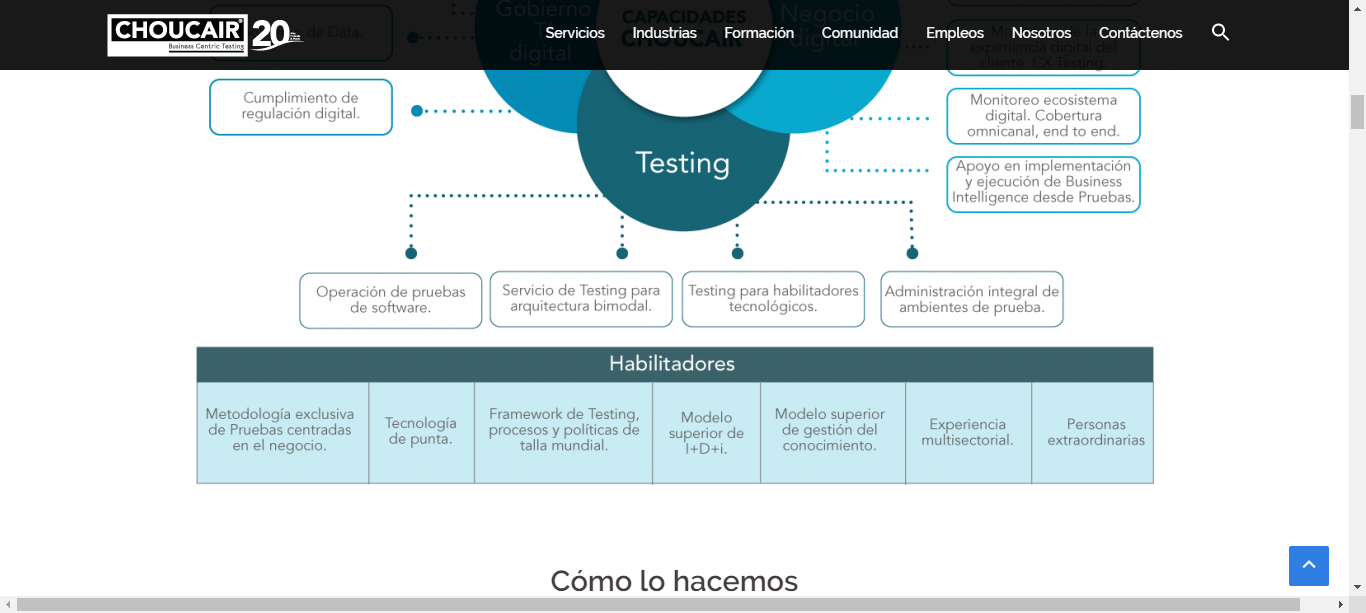 CHOUCAIR
Business Centric Testing
20
Servicios
Industrias
Formación
Comunidad
Empleos
Nosotros
Contáctenos
Gobierno
TI
digital
CAPACIDADES
CHOUCAIR
Negocio
digital
de Data.
experiencia digital del
cliente. CX Testing.
Cumplimiento de
regulación digital.
Monitoreo ecosistema
digital. Cobertura
omnicanal, end to end.
Testing
Apoyo en implementación
y ejecución de Business
Intelligence desde Pruebas.
Operación de pruebas
de software.
Servicio de Testing para
arquitectura bimodal.
Testing para habilitadores
tecnológicos.
Administración integral de
ambientes de prueba.
Habilitadores
Metodología exclusiva
de Pruebas centradas
en el negocio.
Tecnología
de punta.
Framework de Testing,
procesos y políticas de
talla mundial.
Modelo
superior de
I+D+i.
Modelo superior
de gestión del
conocimiento.
Experiencia
multisectorial.
Personas
extraordinarias
Cómo lo hacemos